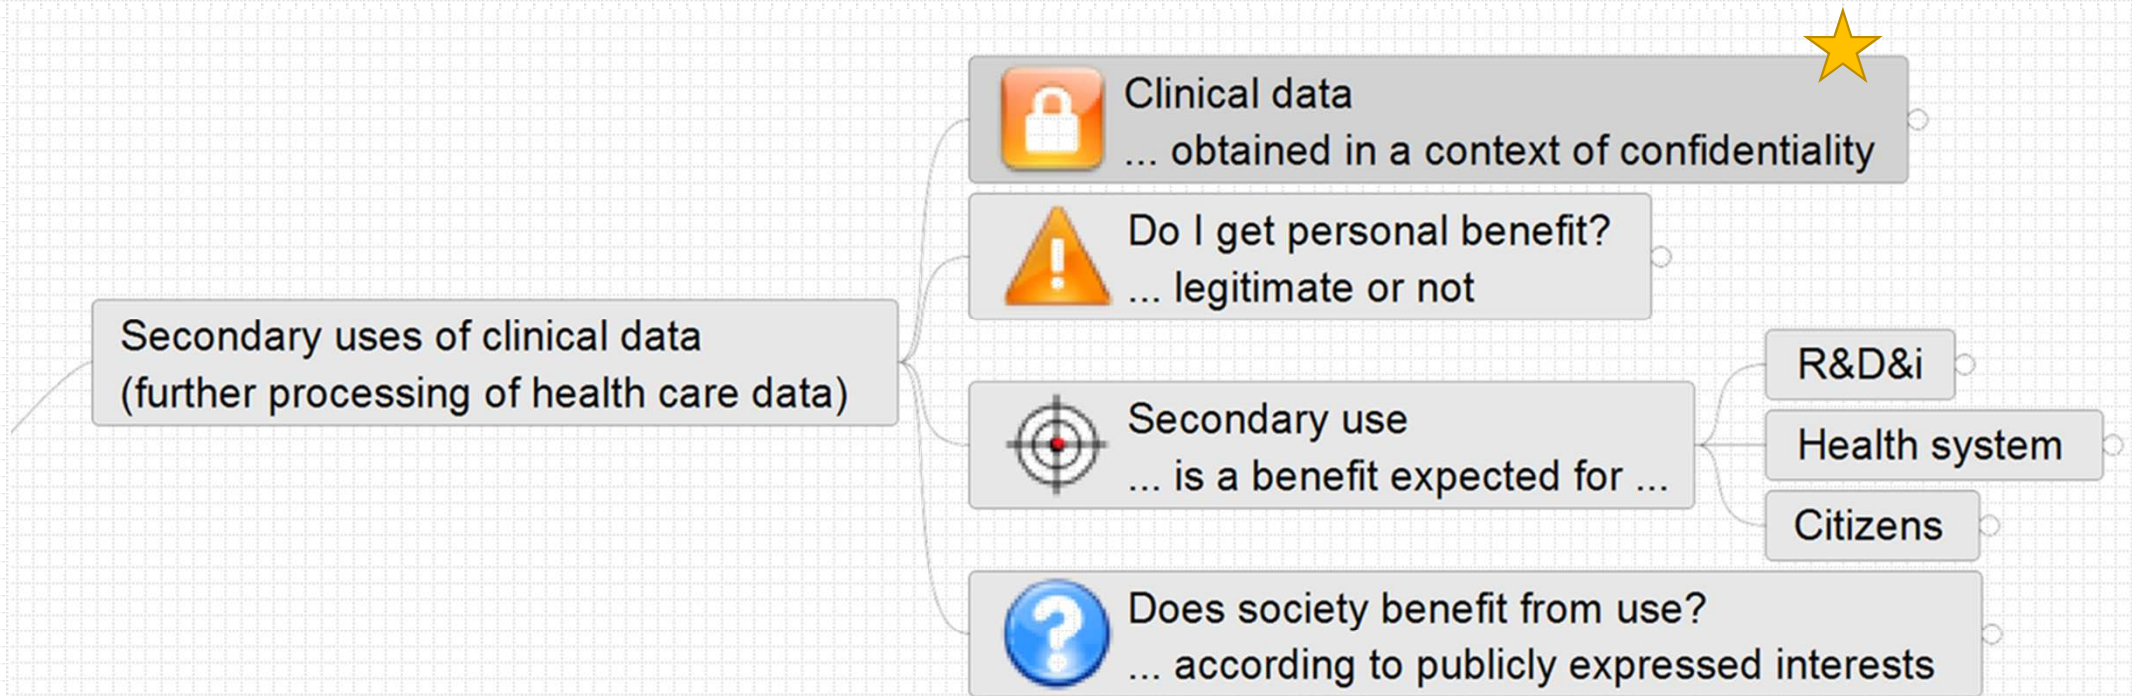 Secondary uses of clinical data
(further processing of health care data)
Clinical data
... obtained in a context of confidentiality
Do I get personal benefit?
... legitimate or not
Secondary use
... is a benefit expected for ...
R&D&i
Health system
Citizens
Does society benefit from use?
... according to publicly expressed interests